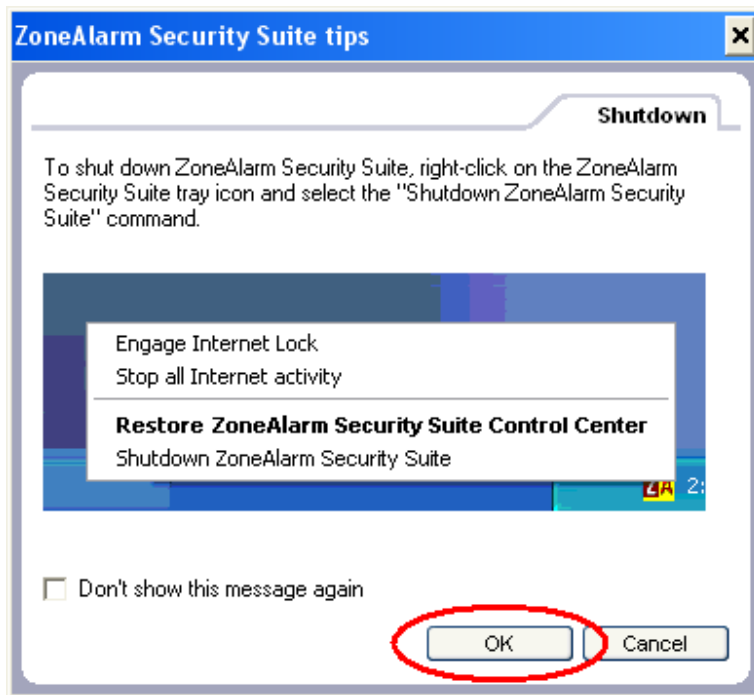 ZoneAlarm Security Suite tips
Shutdown
To shut down ZoneAlarm Security Suite, right-click on the ZoneAlarm
Security Suite tray icon and select the "Shutdown ZoneAlarm Security
Suite" command.
Engage Internet Lock
Stop all Internet activity
Restore ZoneAlarm Security Suite Control Center
Shutdown ZoneAlarm Security Suite
ZA 2:
Don't show this message again
OK Cancel